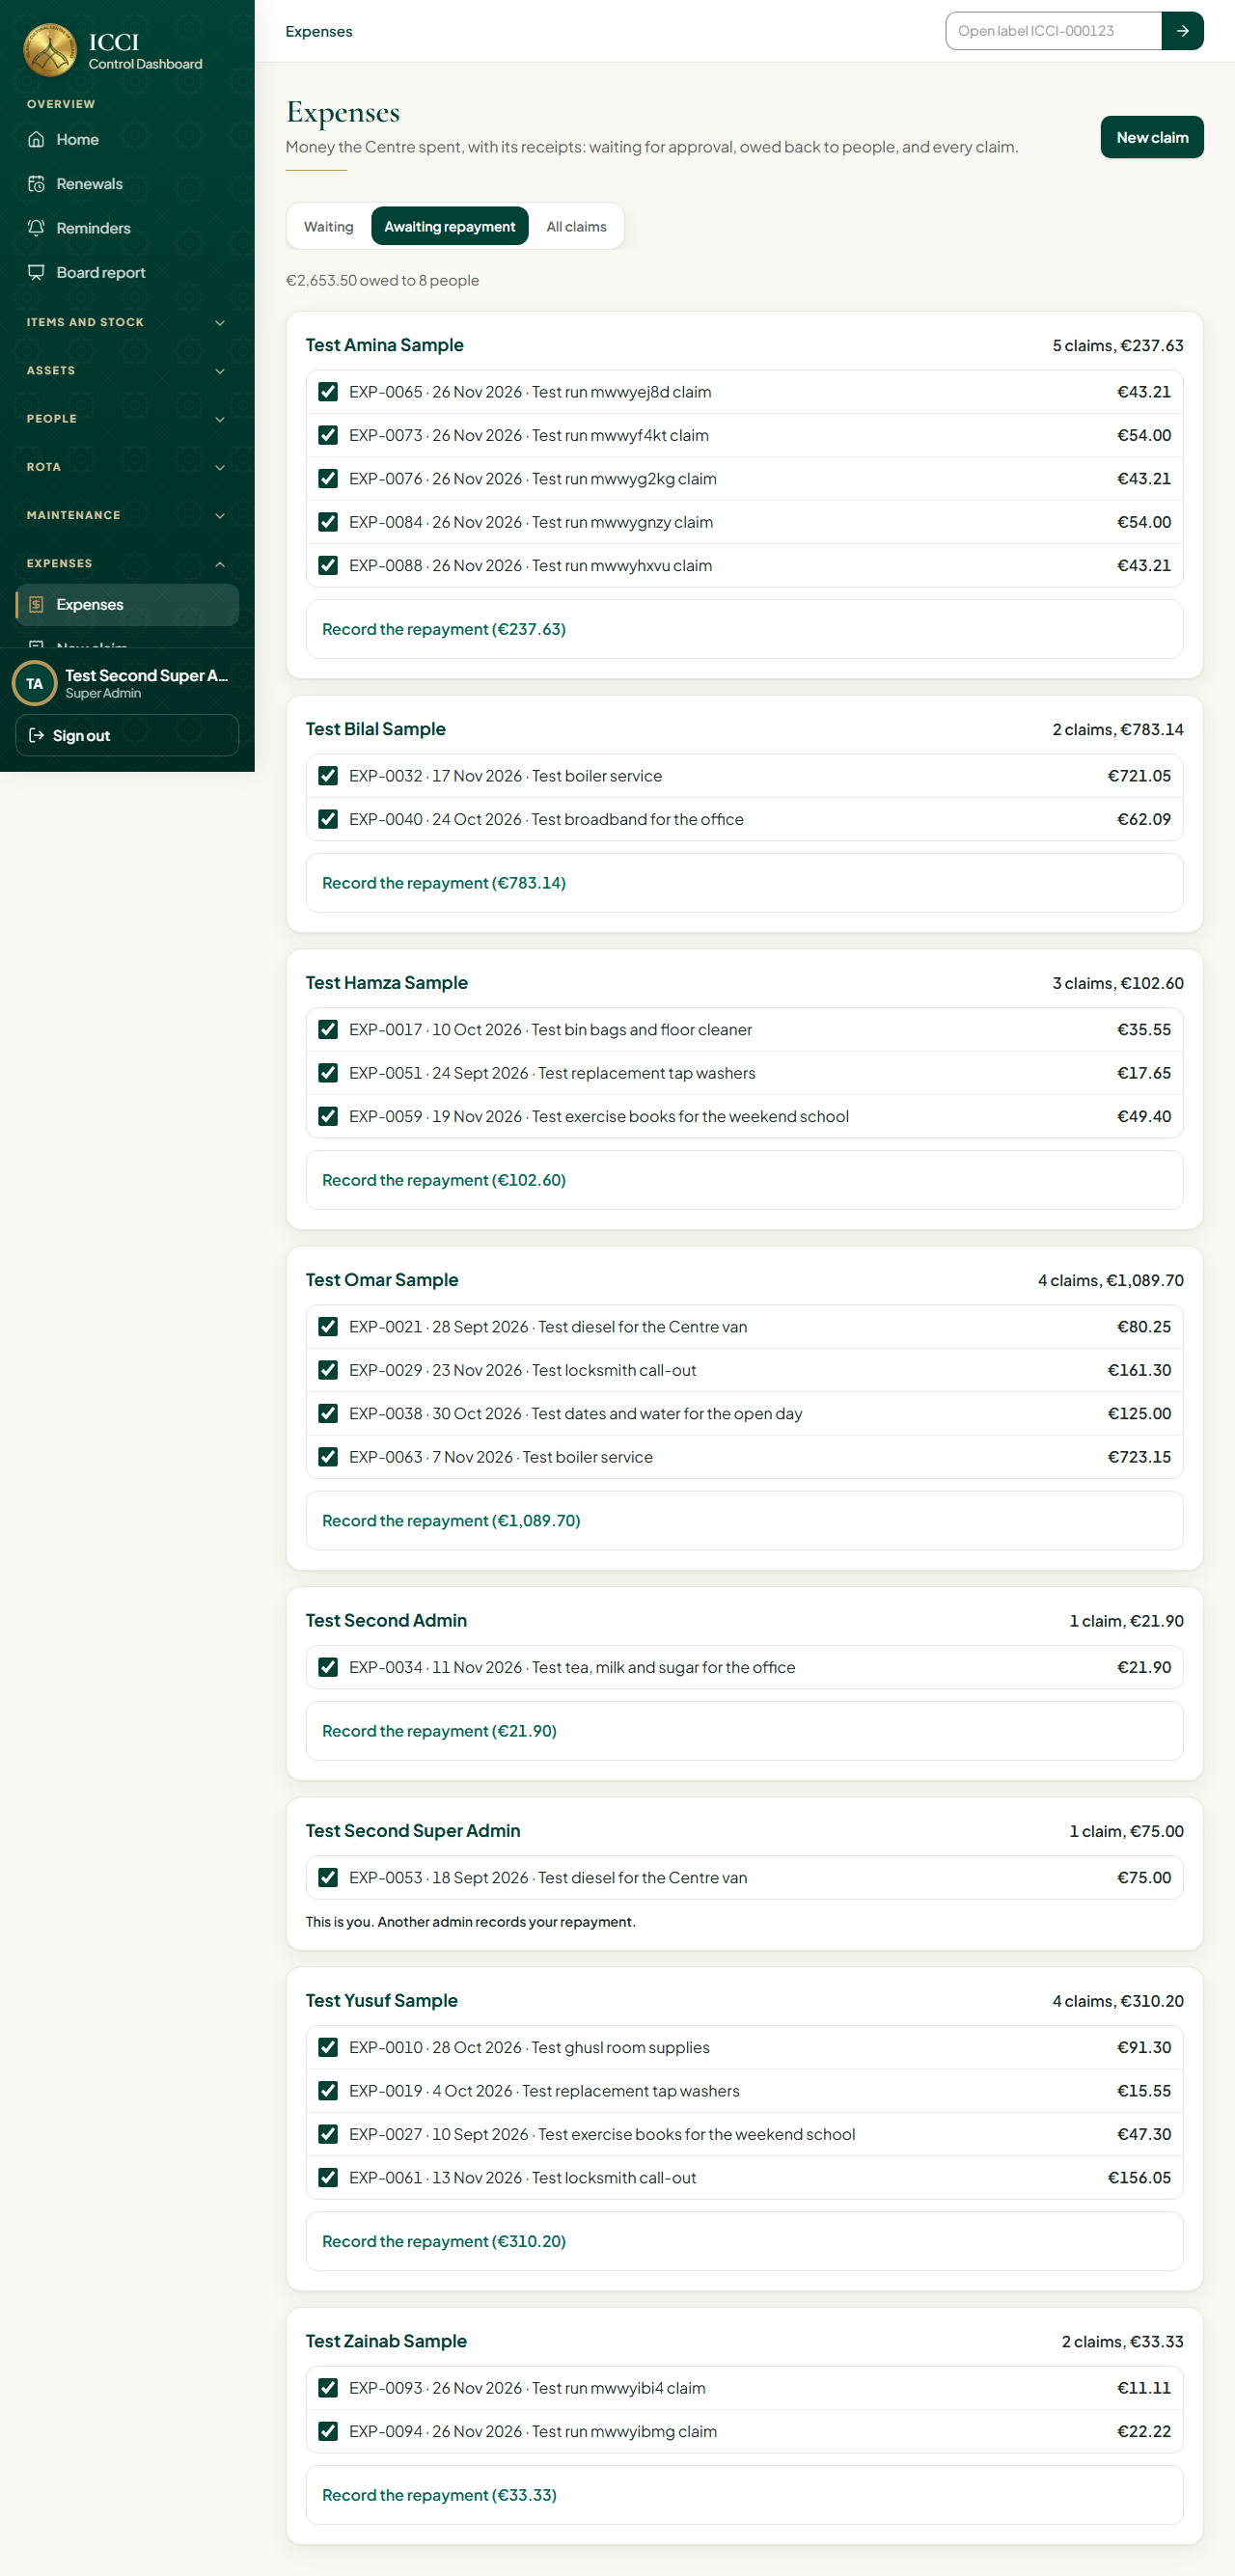 ICCI
Control Dashboard
OVERVIEW
Home
Renewals
Reminders
Board report
ITEMS AND STOCK
ASSETS
PEOPLE
ROTA
MAINTENANCE
EXPENSES
Expenses
New claim
TA
Test Second Super A...
Super Admin
Sign out
Expenses
Open label ICCI-000123
Expenses
Money the Centre spent, with its receipts: waiting for approval, owed back to people, and every claim.
New claim
Waiting
Awaiting repayment
All claims
€2,653.50 owed to 8 people
Test Amina Sample
5 claims, €237.63
EXP-0065 · 26 Nov 2026 · Test run mwwyej8d claim €43.21
EXP-0073 · 26 Nov 2026 · Test run mwwyf4kt claim €54.00
EXP-0076 · 26 Nov 2026 · Test run mwwyg2kg claim €43.21
EXP-0084 · 26 Nov 2026 · Test run mwwygnzy claim €54.00
EXP-0088 · 26 Nov 2026 · Test run mwwyhxvu claim €43.21
Record the repayment (€237.63)
Test Bilal Sample
2 claims, €783.14
EXP-0032 · 17 Nov 2026 · Test boiler service €721.05
EXP-0040 · 24 Oct 2026 · Test broadband for the office €62.09
Record the repayment (€783.14)
Test Hamza Sample
3 claims, €102.60
EXP-0017 · 10 Oct 2026 · Test bin bags and floor cleaner €35.55
EXP-0051 · 24 Sept 2026 · Test replacement tap washers €17.65
EXP-0059 · 19 Nov 2026 · Test exercise books for the weekend school €49.40
Record the repayment (€102.60)
Test Omar Sample
4 claims, €1,089.70
EXP-0021 · 28 Sept 2026 · Test diesel for the Centre van €80.25
EXP-0029 · 23 Nov 2026 · Test locksmith call-out €161.30
EXP-0038 · 30 Oct 2026 · Test dates and water for the open day €125.00
EXP-0063 · 7 Nov 2026 · Test boiler service €723.15
Record the repayment (€1,089.70)
Test Second Admin
1 claim, €21.90
EXP-0034 · 11 Nov 2026 · Test tea, milk and sugar for the office €21.90
Record the repayment (€21.90)
Test Second Super Admin
1 claim, €75.00
EXP-0053 · 18 Sept 2026 · Test diesel for the Centre van €75.00
This is you. Another admin records your repayment.
Test Yusuf Sample
4 claims, €310.20
EXP-0010 · 28 Oct 2026 · Test ghusl room supplies €91.30
EXP-0019 · 4 Oct 2026 · Test replacement tap washers €15.55
EXP-0027 · 10 Sept 2026 · Test exercise books for the weekend school €47.30
EXP-0061 · 13 Nov 2026 · Test locksmith call-out €156.05
Record the repayment (€310.20)
Test Zainab Sample
2 claims, €33.33
EXP-0093 · 26 Nov 2026 · Test run mwwyibi4 claim €11.11
EXP-0094 · 26 Nov 2026 · Test run mwwyibmg claim €22.22
Record the repayment (€33.33)